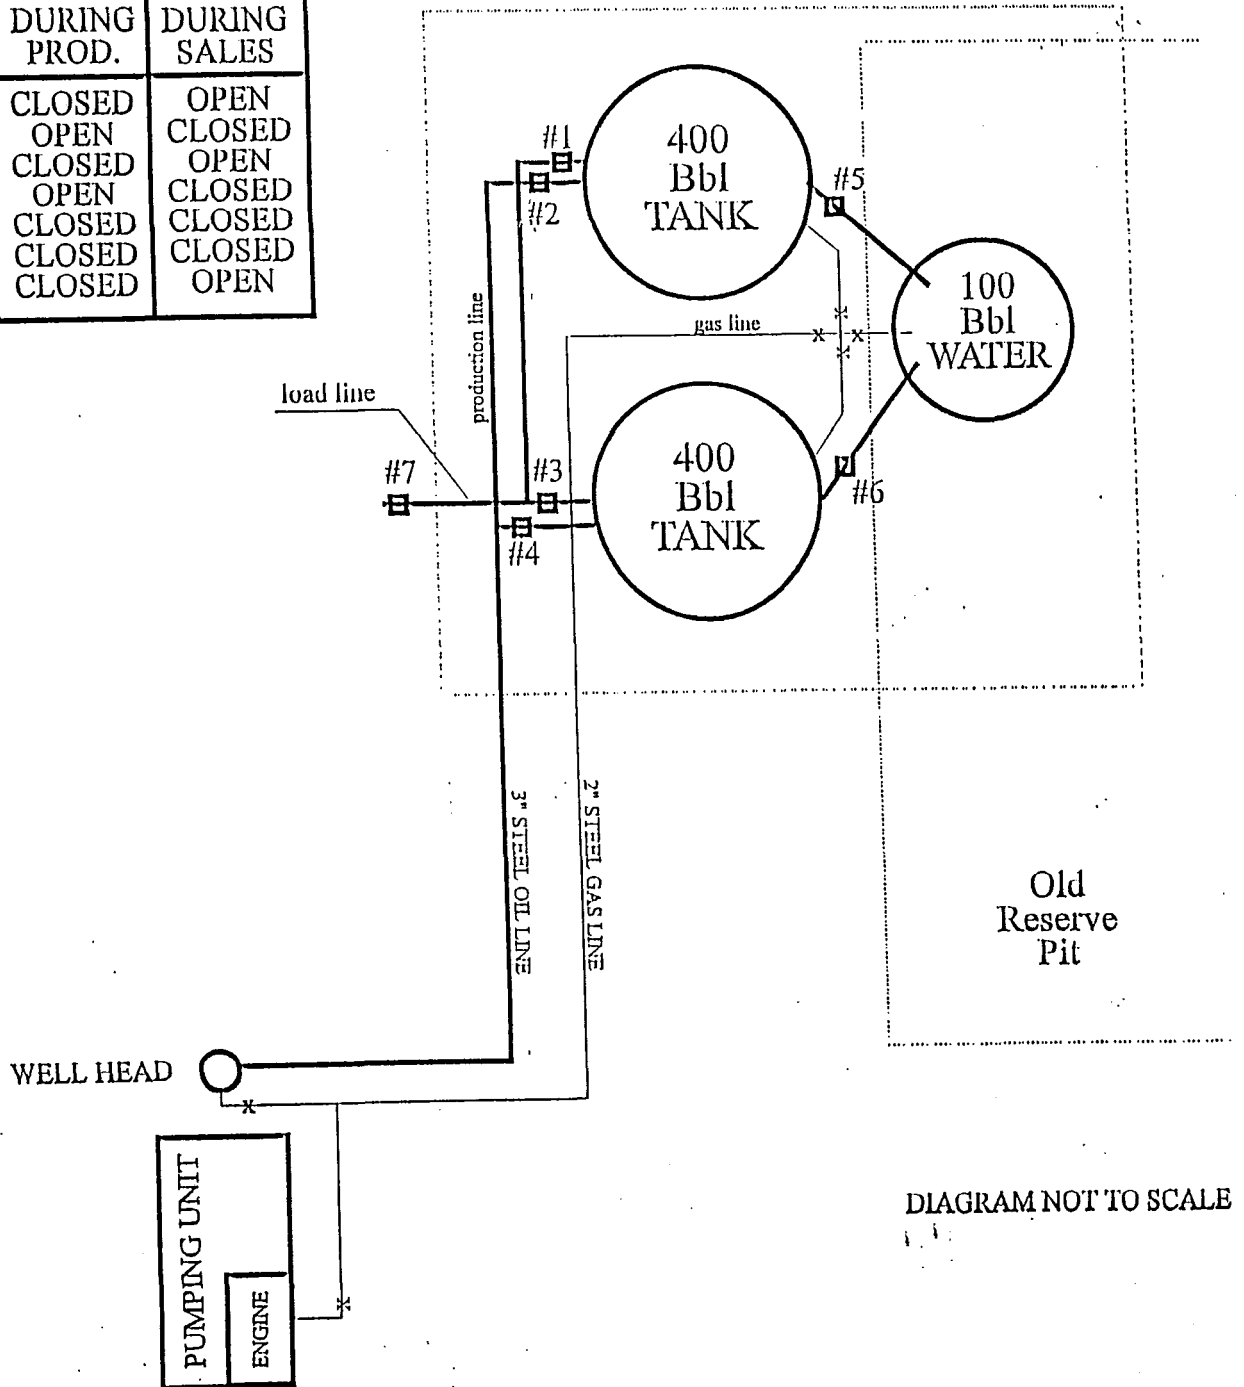 DURING PROD. DURING SALES
CLOSED OPEN
OPEN CLOSED
CLOSED OPEN
OPEN CLOSED
CLOSED CLOSED
CLOSED CLOSED
CLOSED OPEN
#1
#2
400
Bbl
TANK
#5
100
Bbl
WATER
production line
gas line
load line
#7
#3
#4
400
Bbl
TANK
#6
3" STEEL OIL LINE
2" STEEL GAS LINE
Old
Reserve
Pit
WELL HEAD
PUMPING UNIT
ENGINE
DIAGRAM NOT TO SCALE